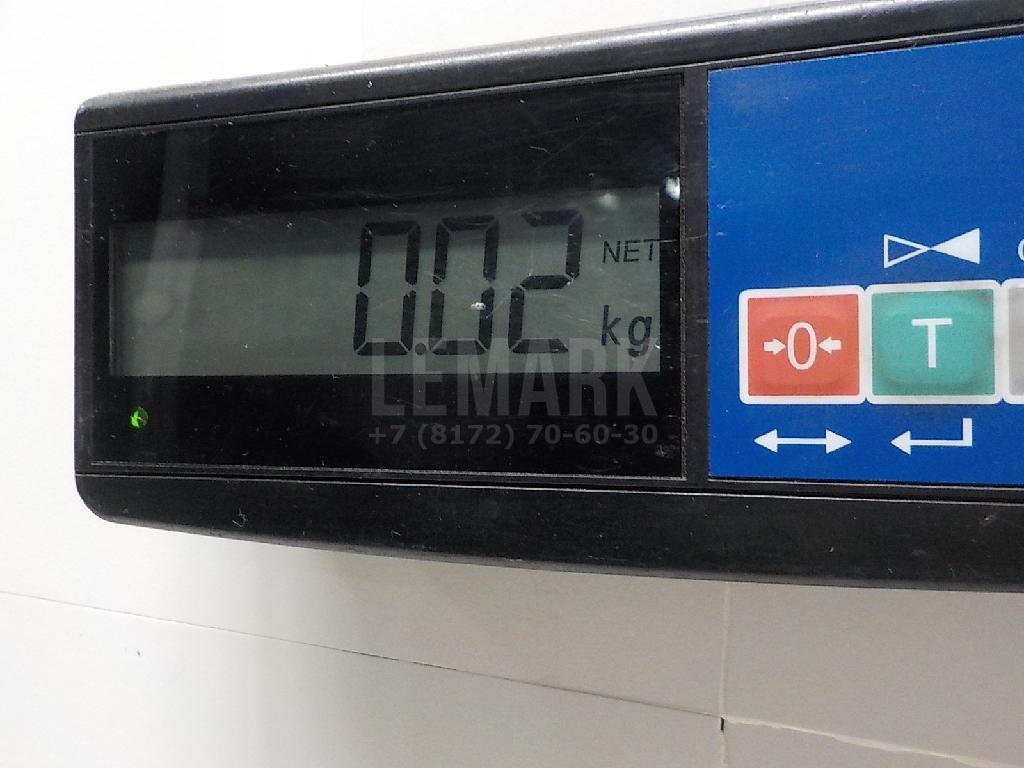 0.02 NET
kg
LEMARK
+7 (8172) 70-60-30
→0← T